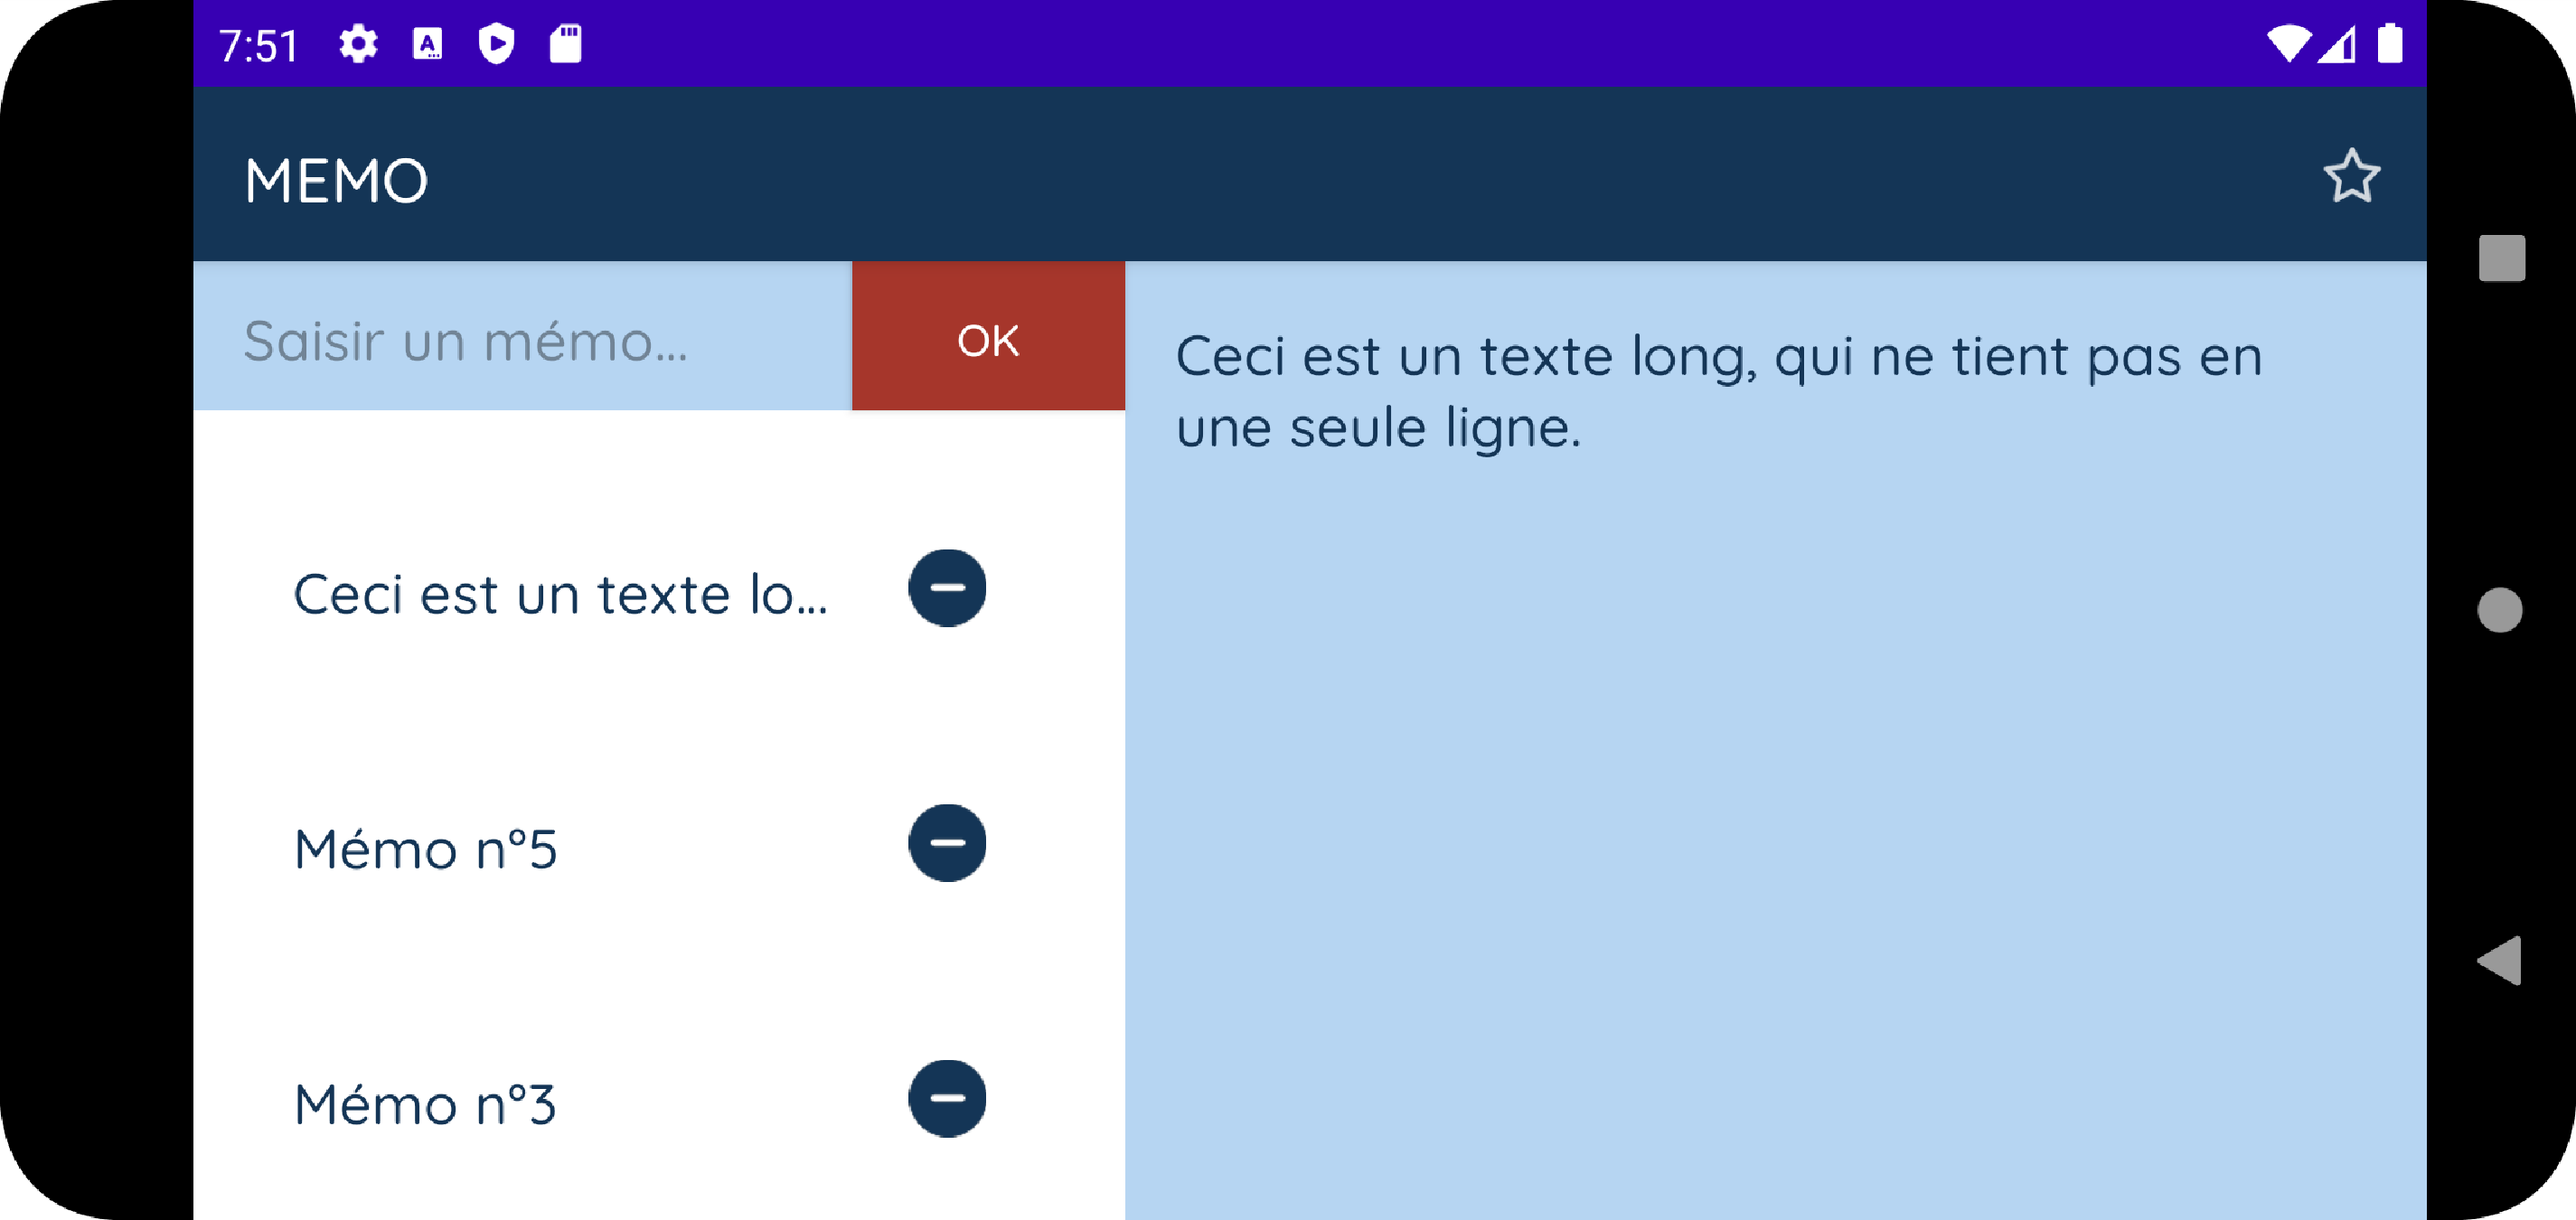 7:51
MEMO
Saisir un mémo...
OK
Ceci est un texte long, qui ne tient pas en
une seule ligne.
Ceci est un texte lo...
Mémo n°5
Mémo n°3